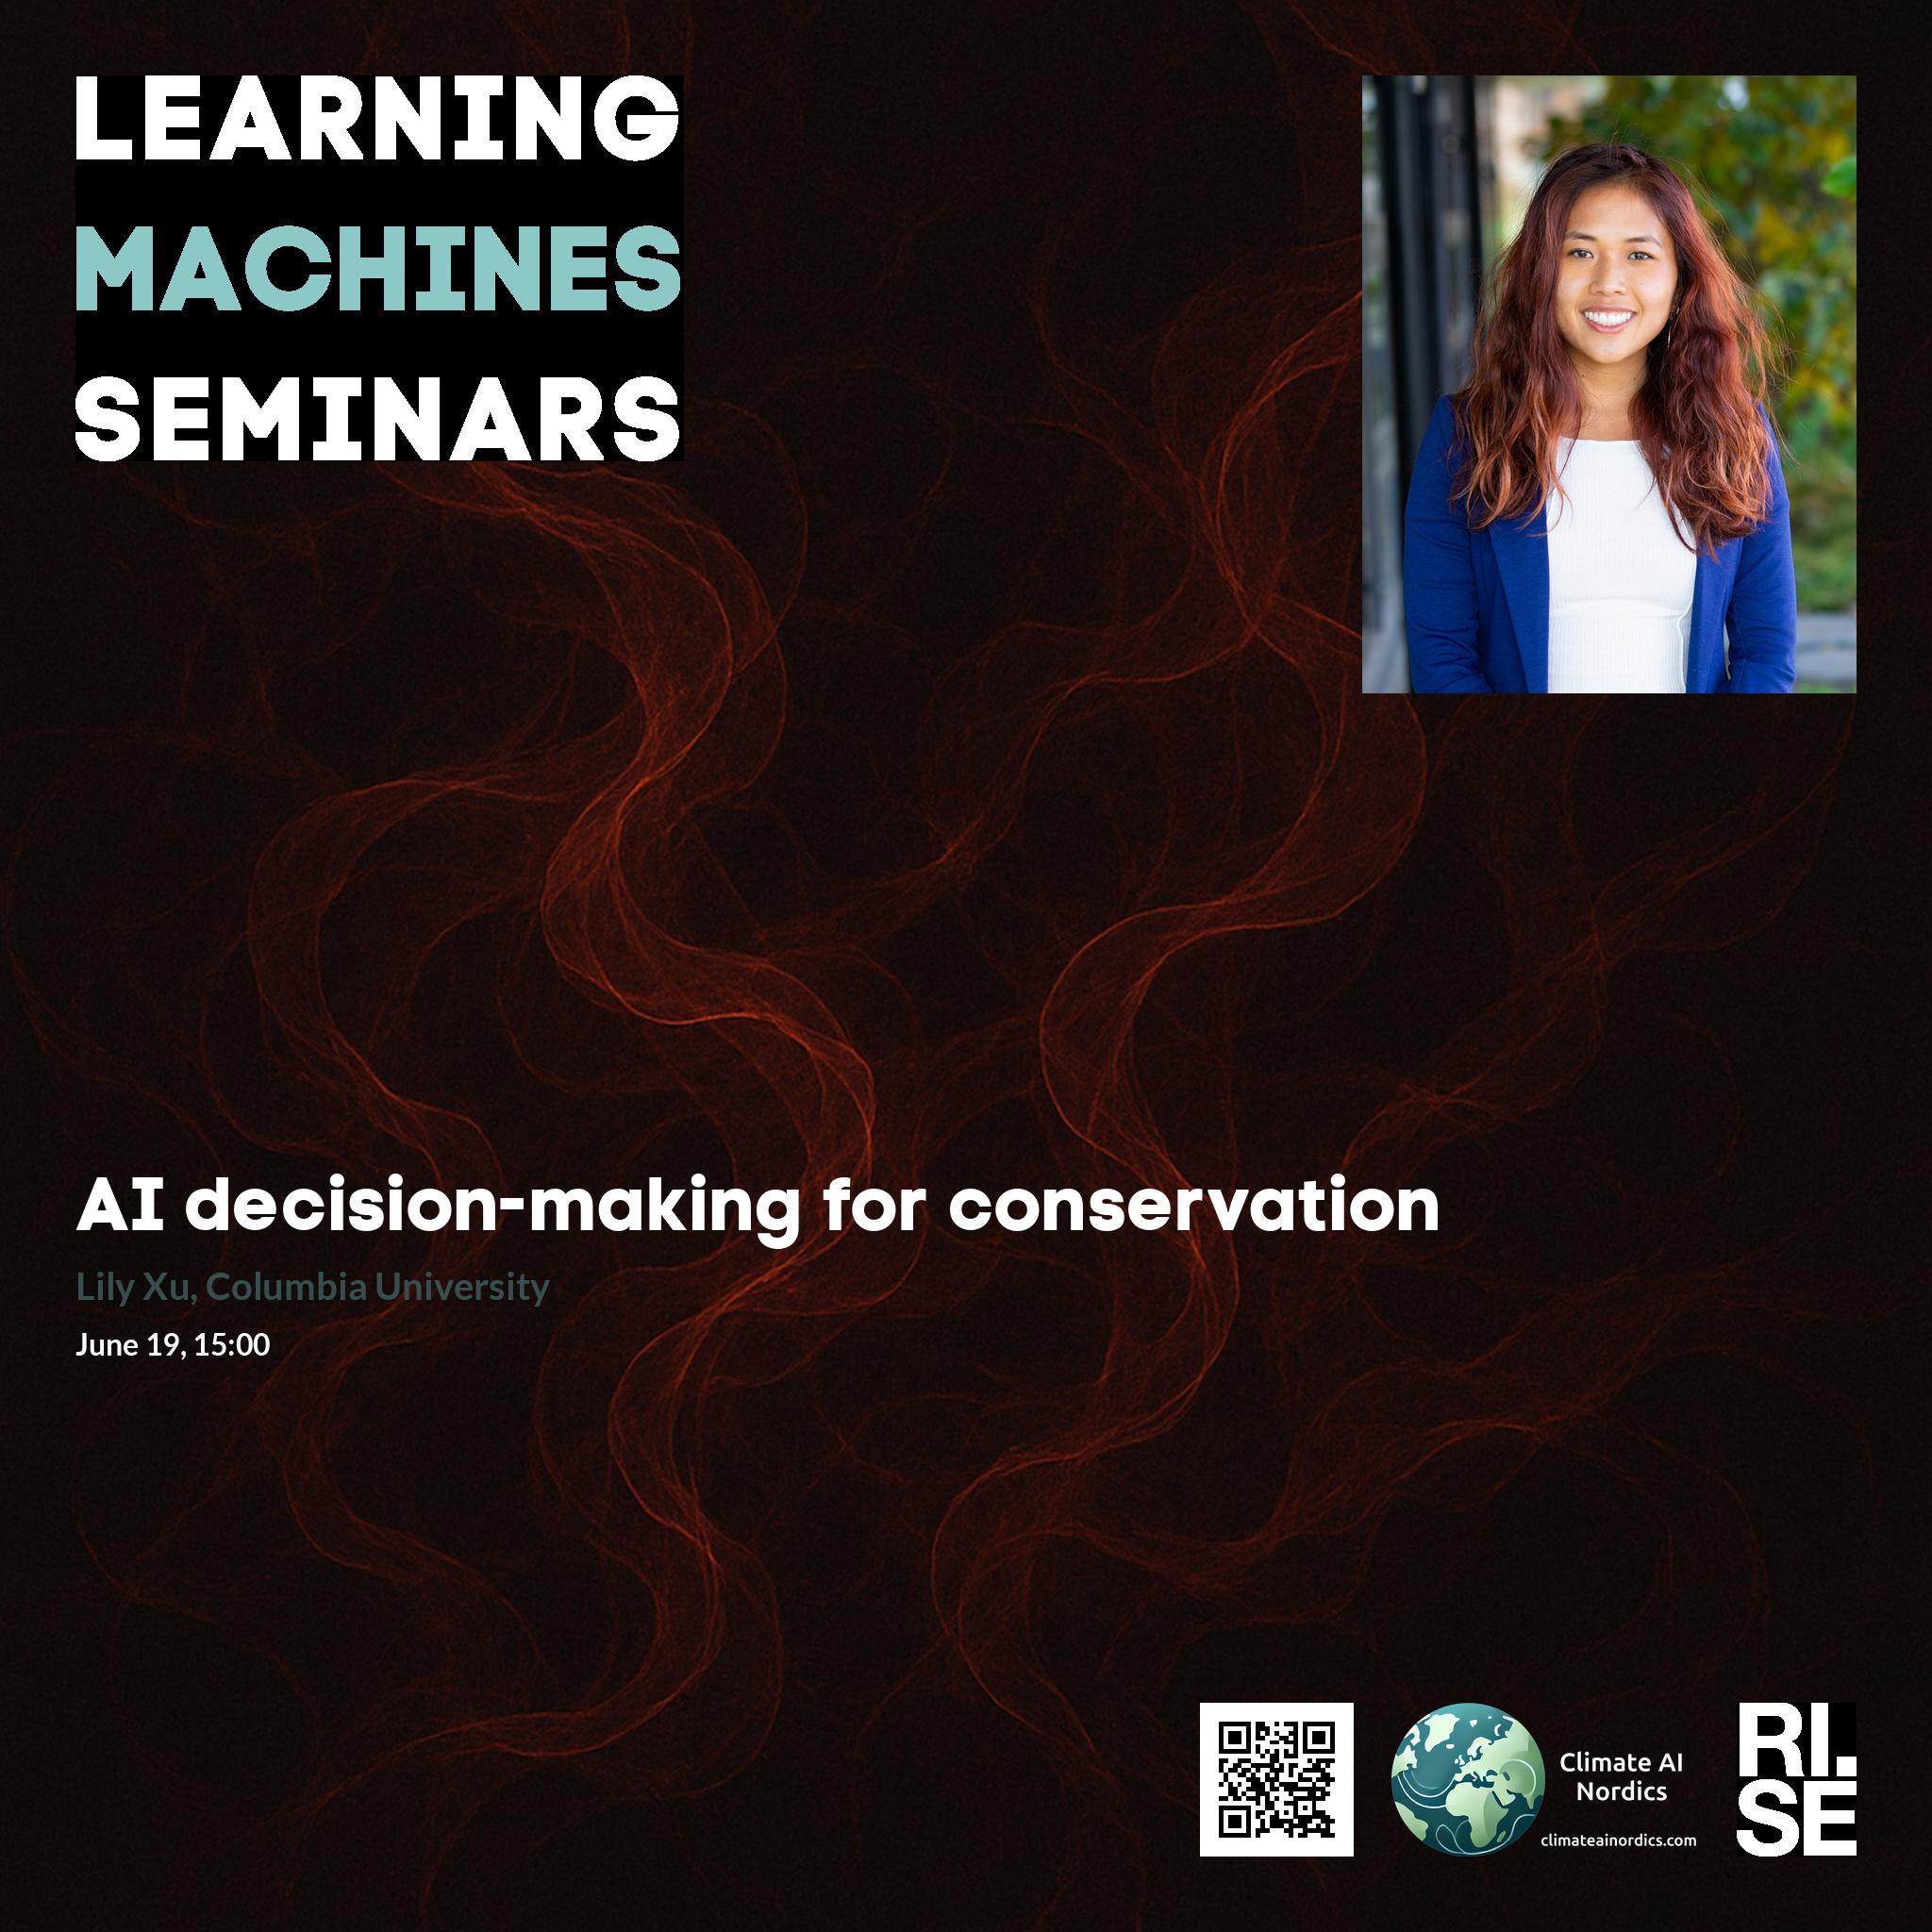 LEARNING
MACHINES
SEMINARS
AI decision-making for conservation
Lily Xu, Columbia University
June 19, 15:00
Climate AI
Nordics
climateainordics.com
RI.
SE